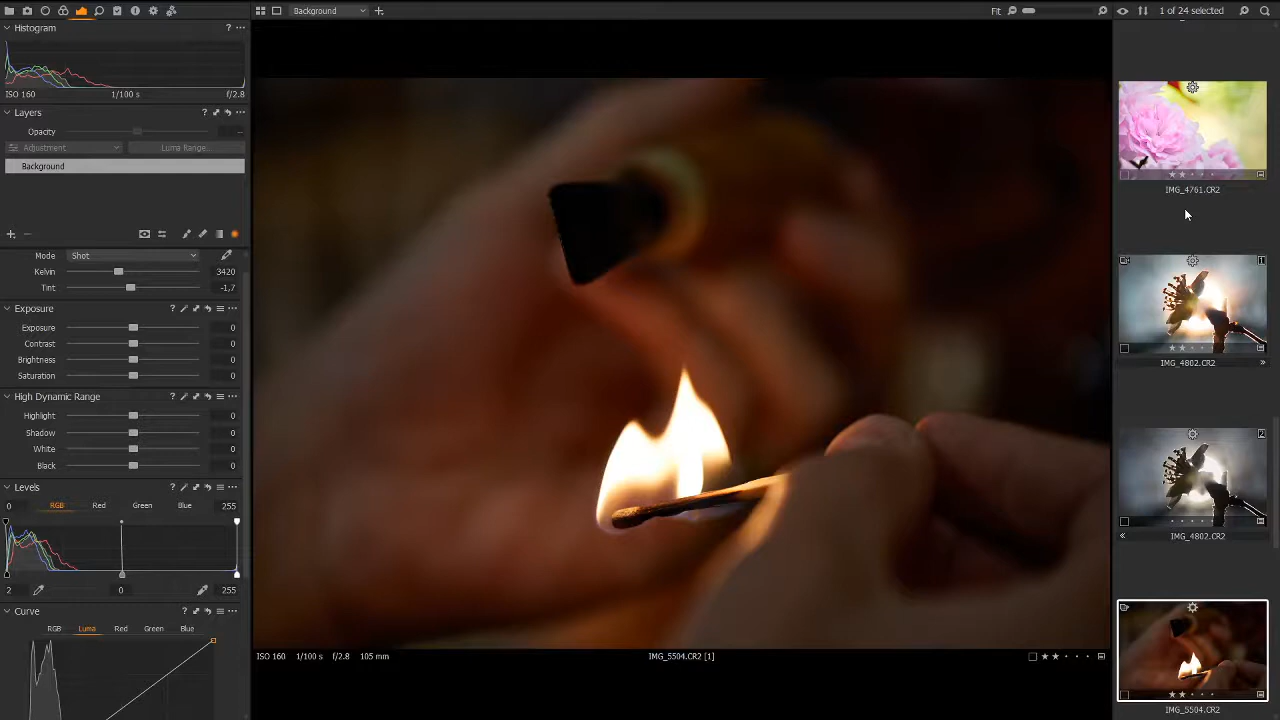 Background
Fit
1 of 24 selected
Histogram
ISO 160 1/100 s f/2.8
Layers
Opacity
Adjustment Luma Range...
Background
Mode Shot
Kelvin 3420
Tint -1,7
Exposure
Exposure 0
Contrast 0
Brightness 0
Saturation 0
High Dynamic Range
Highlight 0
Shadow 0
White 0
Black 0
Levels
0 RGB Red Green Blue 255
2 0 255
Curve
RGB Luma Red Green Blue
ISO 160 1/100 s f/2.8 105 mm
IMG_5504.CR2 [1]
IMG_4761.CR2
1
IMG_4802.CR2
2
IMG_4802.CR2
IMG_5504.CR2